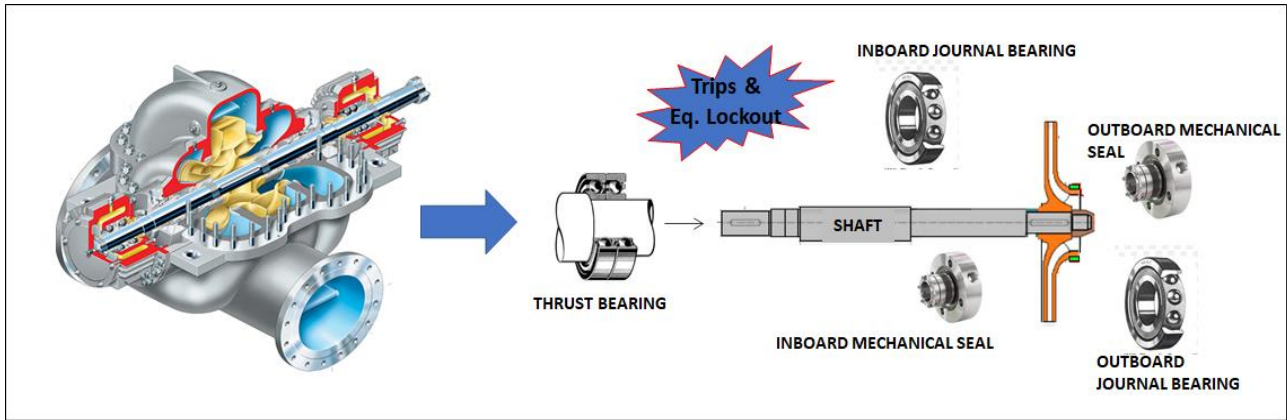 INBOARD JOURNAL BEARING
Trips &
Eq. Lockout
OUTBOARD MECHANICAL
SEAL
SHAFT
THRUST BEARING
INBOARD MECHANICAL SEAL
OUTBOARD
JOURNAL BEARING